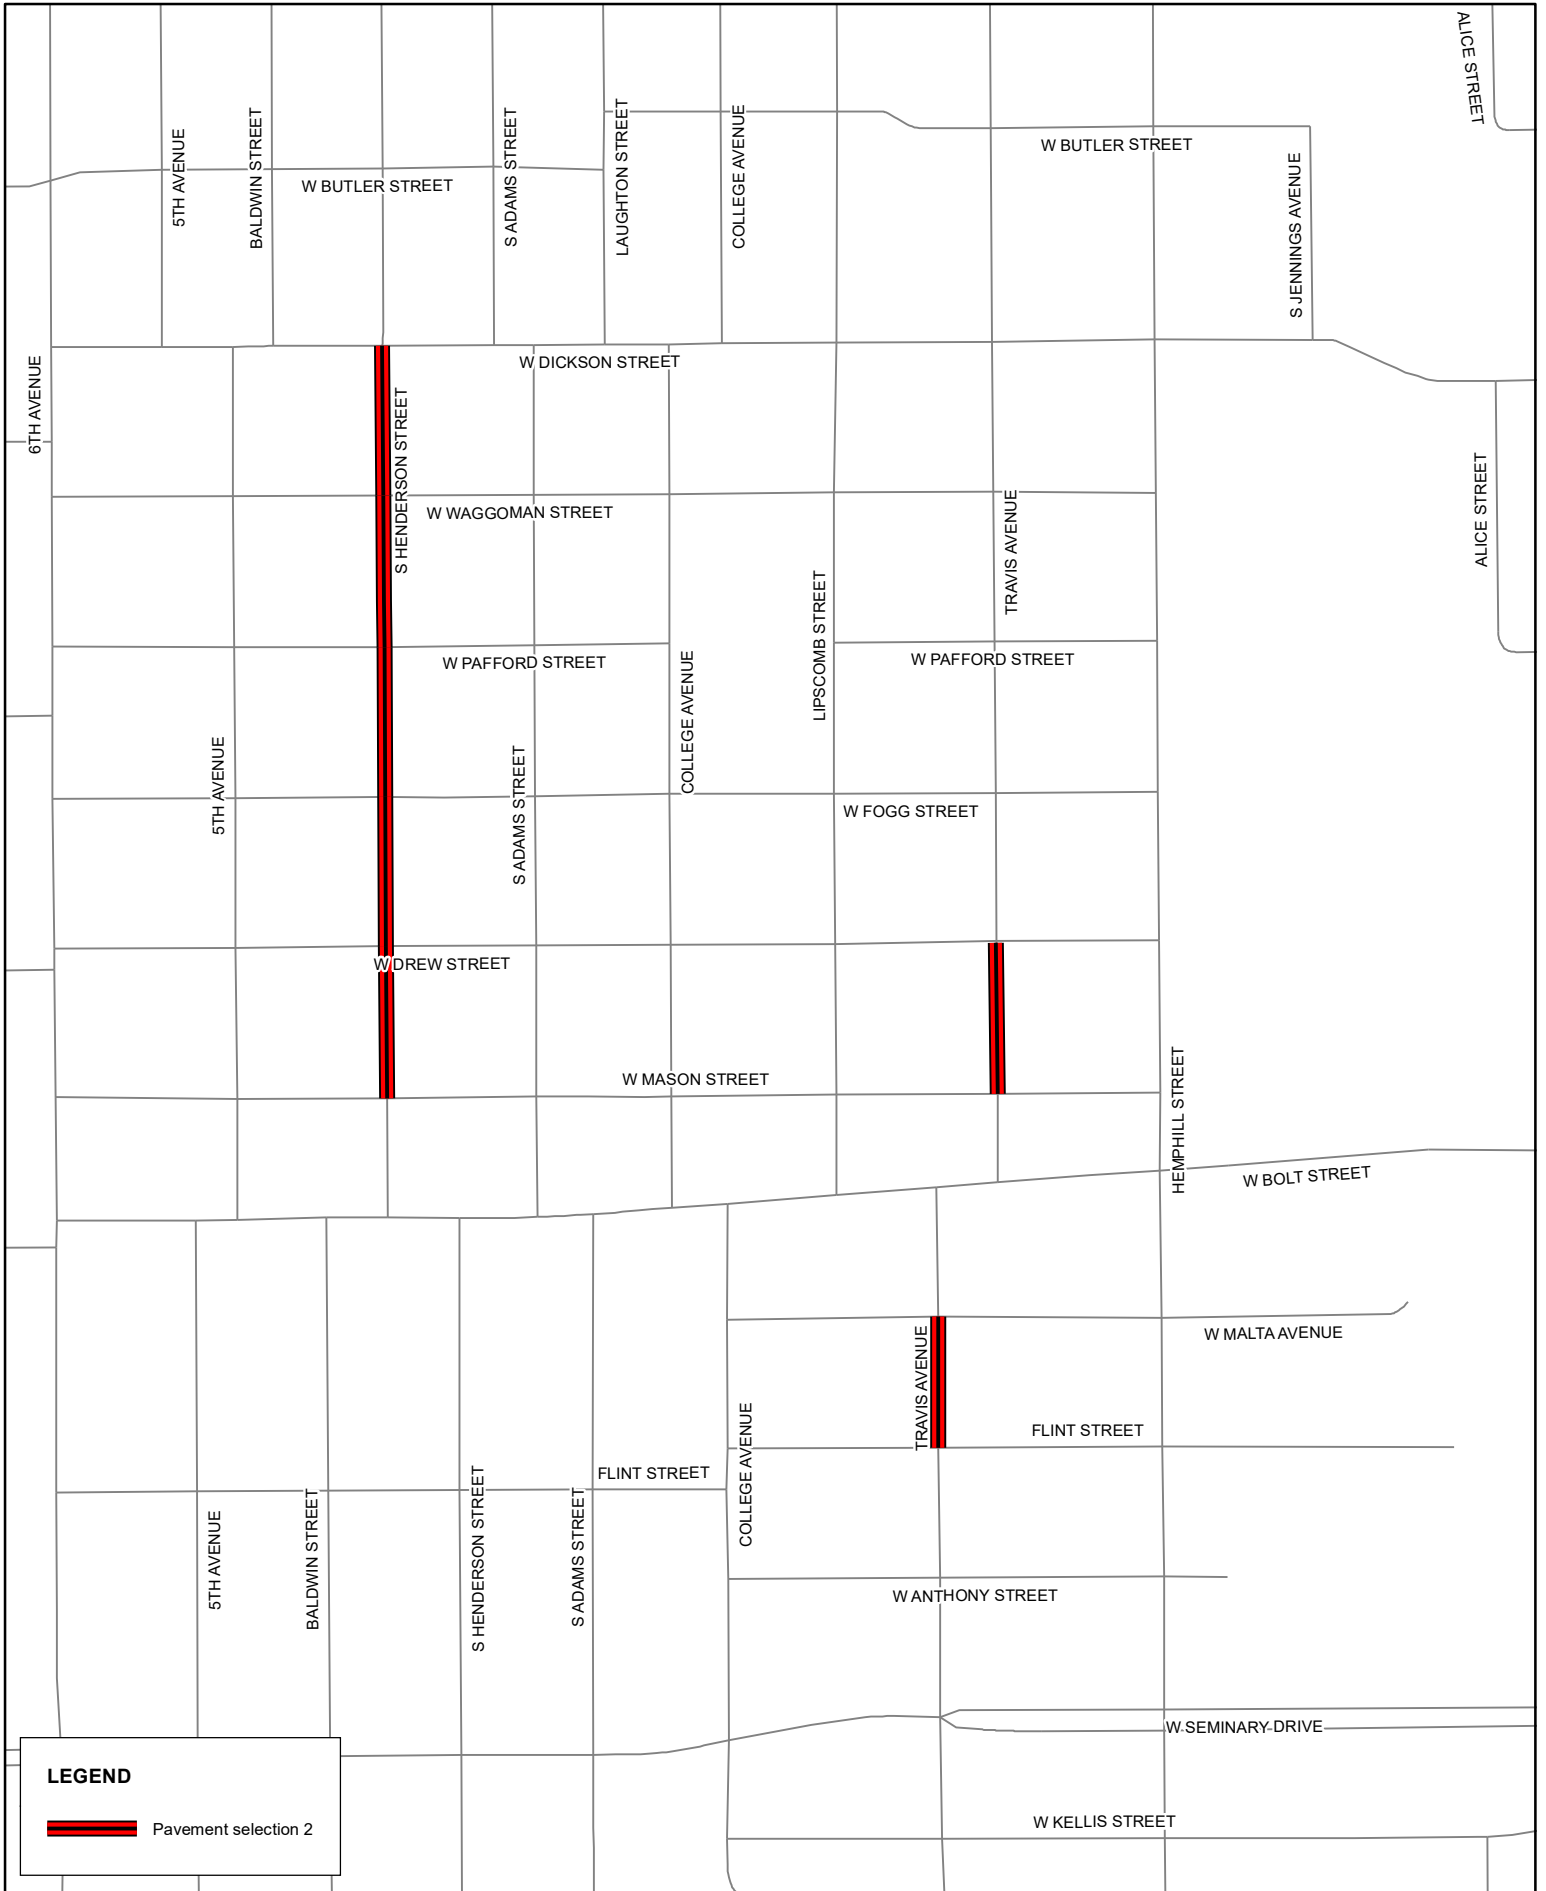 ALICE STREET
5TH AVENUE
BALDWIN STREET
S ADAMS STREET
LAUGHTON STREET
COLLEGE AVENUE
W BUTLER STREET
W BUTLER STREET
S JENNINGS AVENUE
6TH AVENUE
W DICKSON STREET
S HENDERSON STREET
W WAGGOMAN STREET
TRAVIS AVENUE
ALICE STREET
LIPSCOMB STREET
W PAFFORD STREET
W PAFFORD STREET
COLLEGE AVENUE
5TH AVENUE
S ADAMS STREET
W FOGG STREET
W DREW STREET
W MASON STREET
HEMPHILL STREET
W BOLT STREET
W MALTA AVENUE
TRAVIS AVENUE
FLINT STREET
COLLEGE AVENUE
FLINT STREET
5TH AVENUE
BALDWIN STREET
S HENDERSON STREET
S ADAMS STREET
W ANTHONY STREET
W SEMINARY DRIVE
W KELLIS STREET
LEGEND
Pavement selection 2